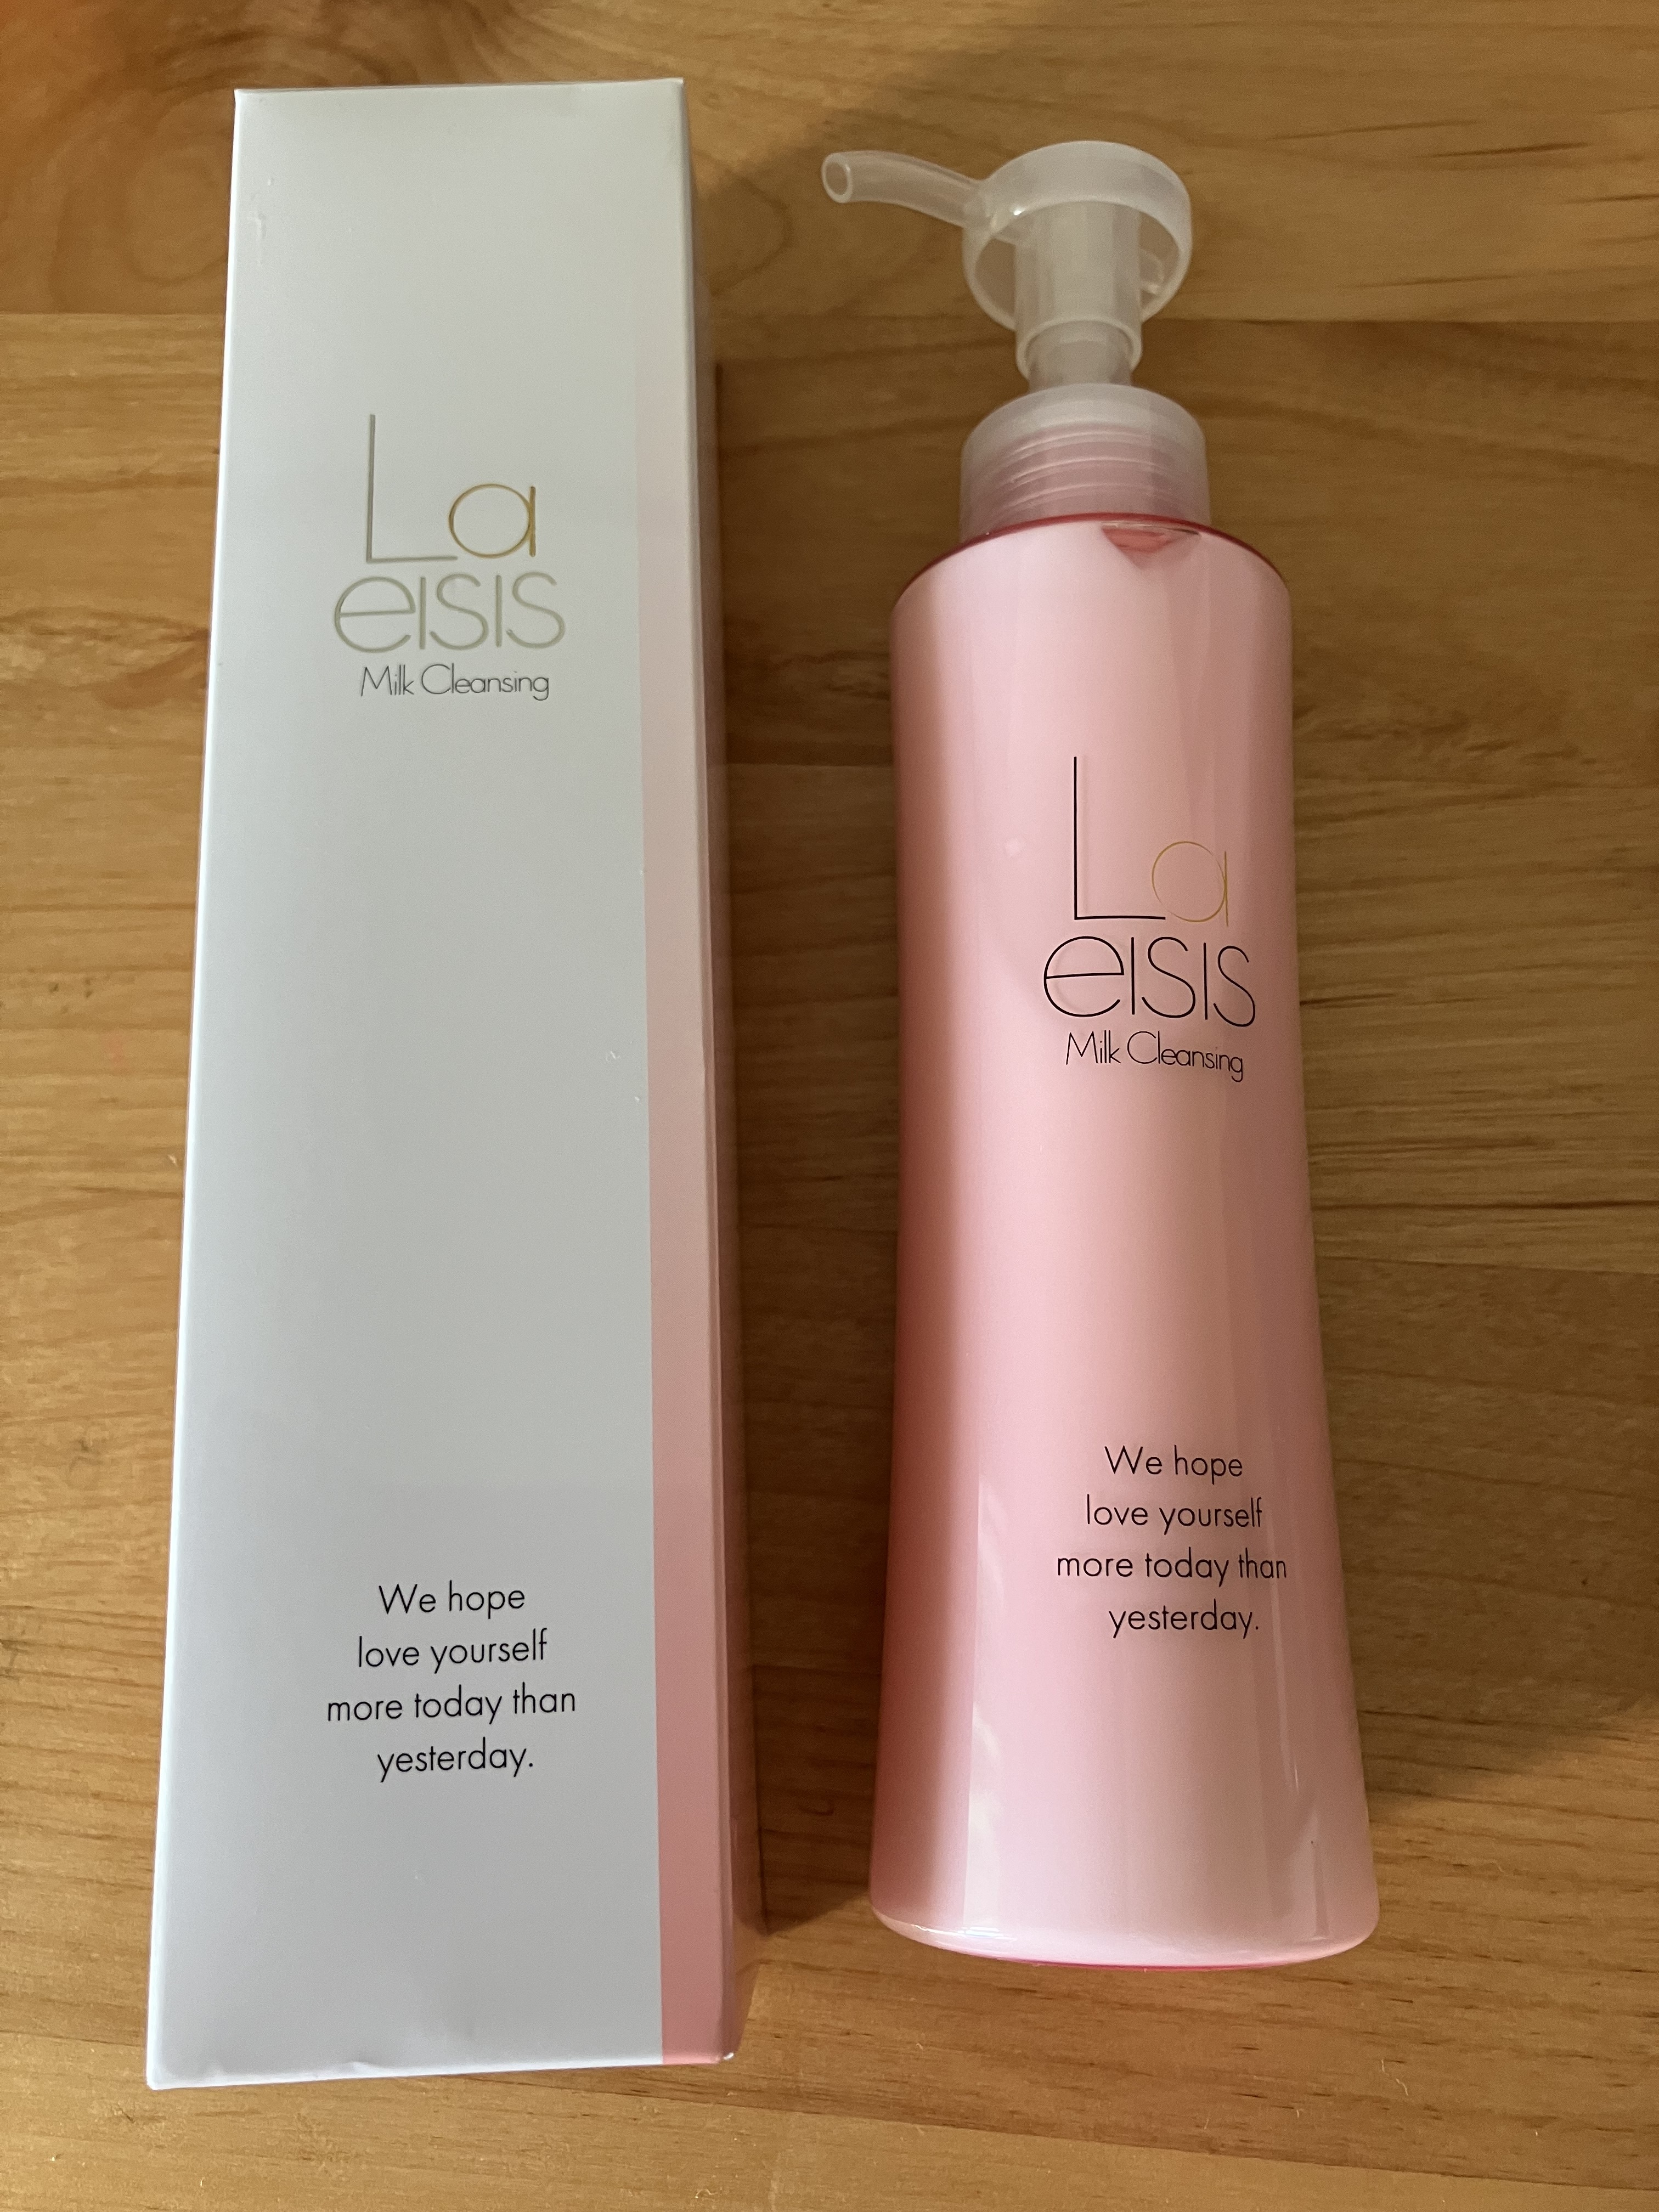 La
eISIS
Milk Cleansing
We hope
love yourself
more today than
yesterday.
La
eISIS
Milk Cleansing
We hope
love yourself
more today than
yesterday.